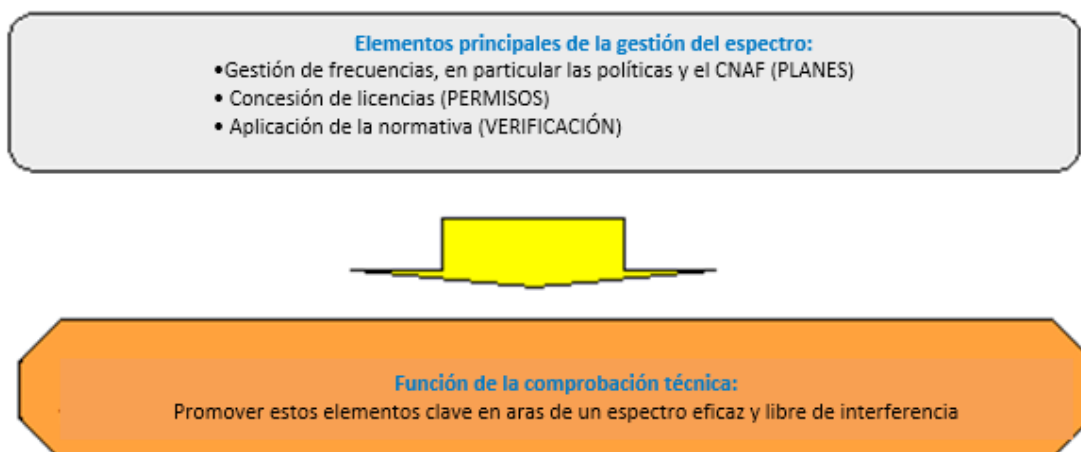 Elementos principales de la gestión del espectro:
•Gestión de frecuencias, en particular las políticas y el CNAF (PLANES)
• Concesión de licencias (PERMISOS)
• Aplicación de la normativa (VERIFICACIÓN)
Función de la comprobación técnica:
Promover estos elementos clave en aras de un espectro eficaz y libre de interferencia